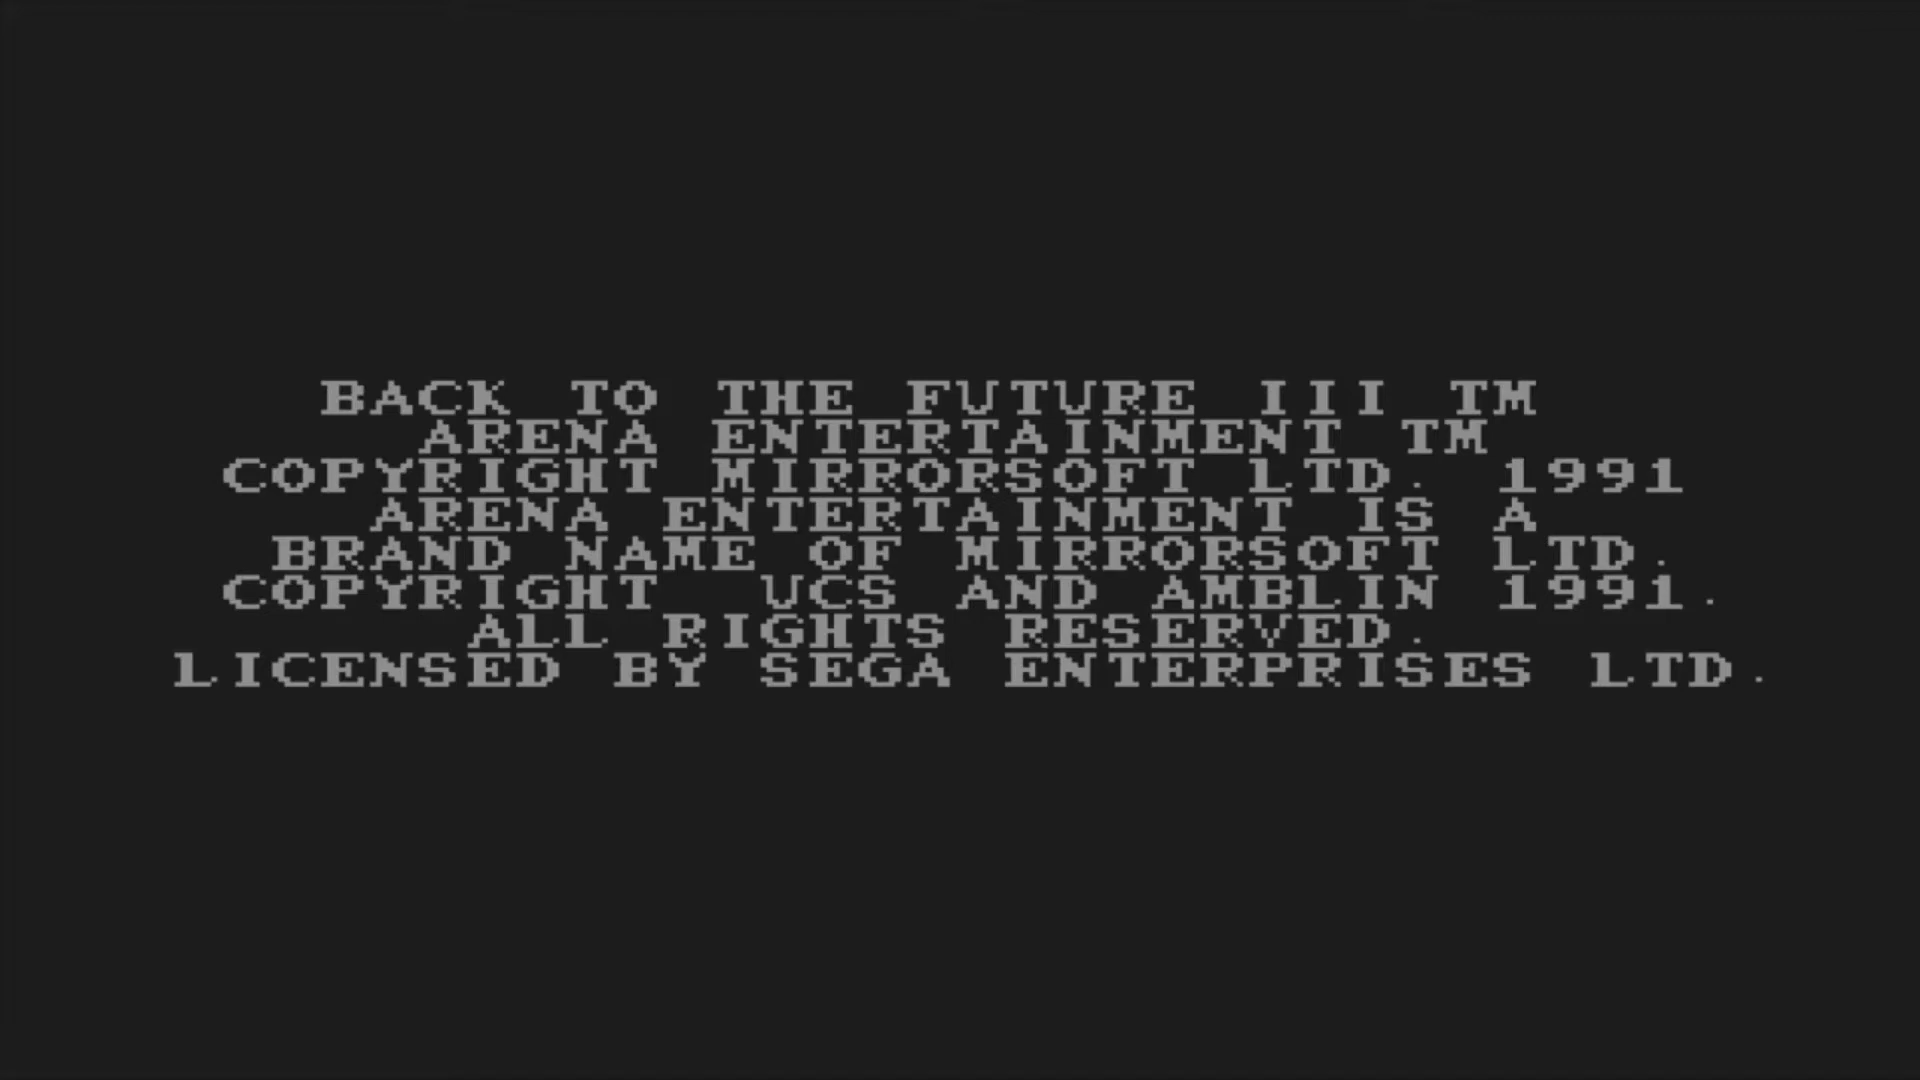 BACK TO THE FUTURE III TM
ARENA ENTERTAINMENT TM
COPYRIGHT MIRRORSOFT LTD. 1991
ARENA ENTERTAINMENT IS A
BRAND NAME OF MIRRORSOFT LTD.
COPYRIGHT UCS AND AMBLIN 1991.
ALL RIGHTS RESERVED.
LICENSED BY SEGA ENTERPRISES LTD.